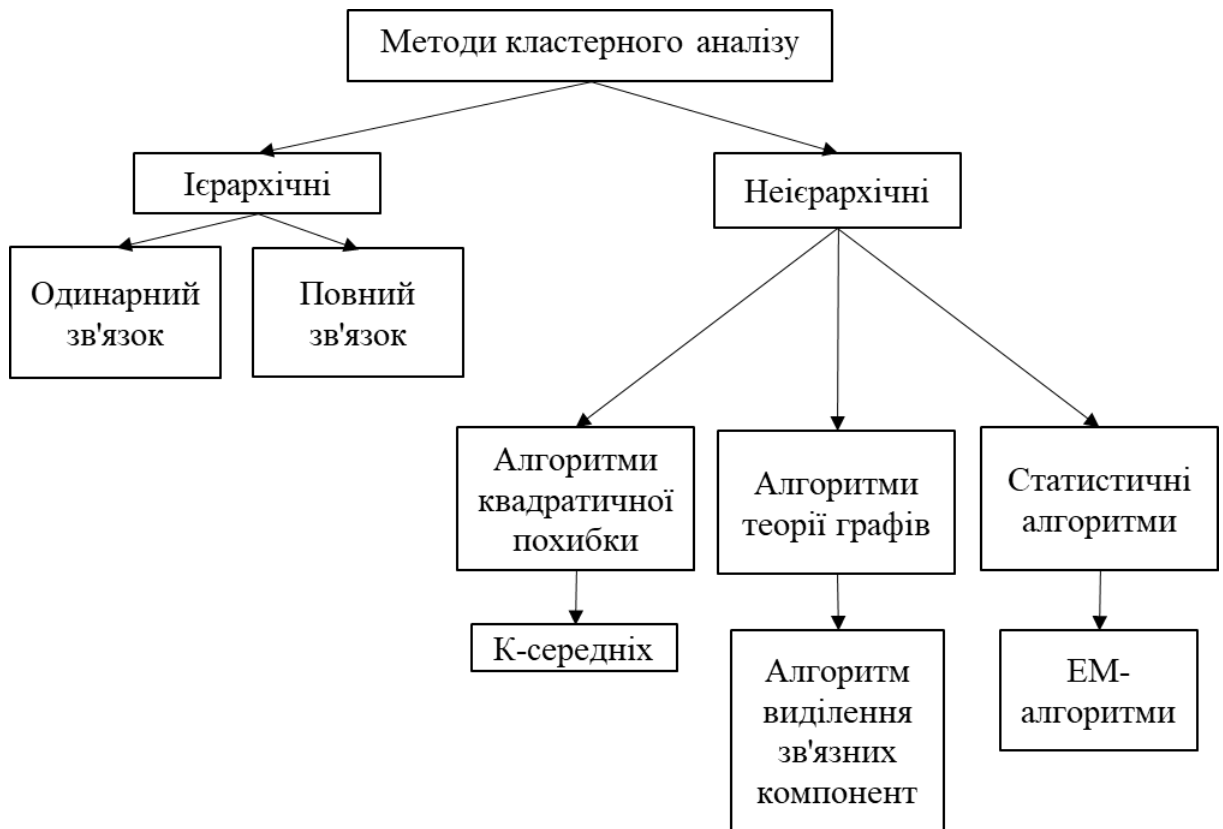 Методи кластерного аналізу
Ієрархічні
Неієрархічні
Одинарний
зв'язок
Повний
зв'язок
Алгоритми
квадратичної
похибки
Алгоритми
теорії графів
Статистичні
алгоритми
К-середніх
Алгоритм
виділення
зв'язних
компонент
ЕМ-
алгоритми